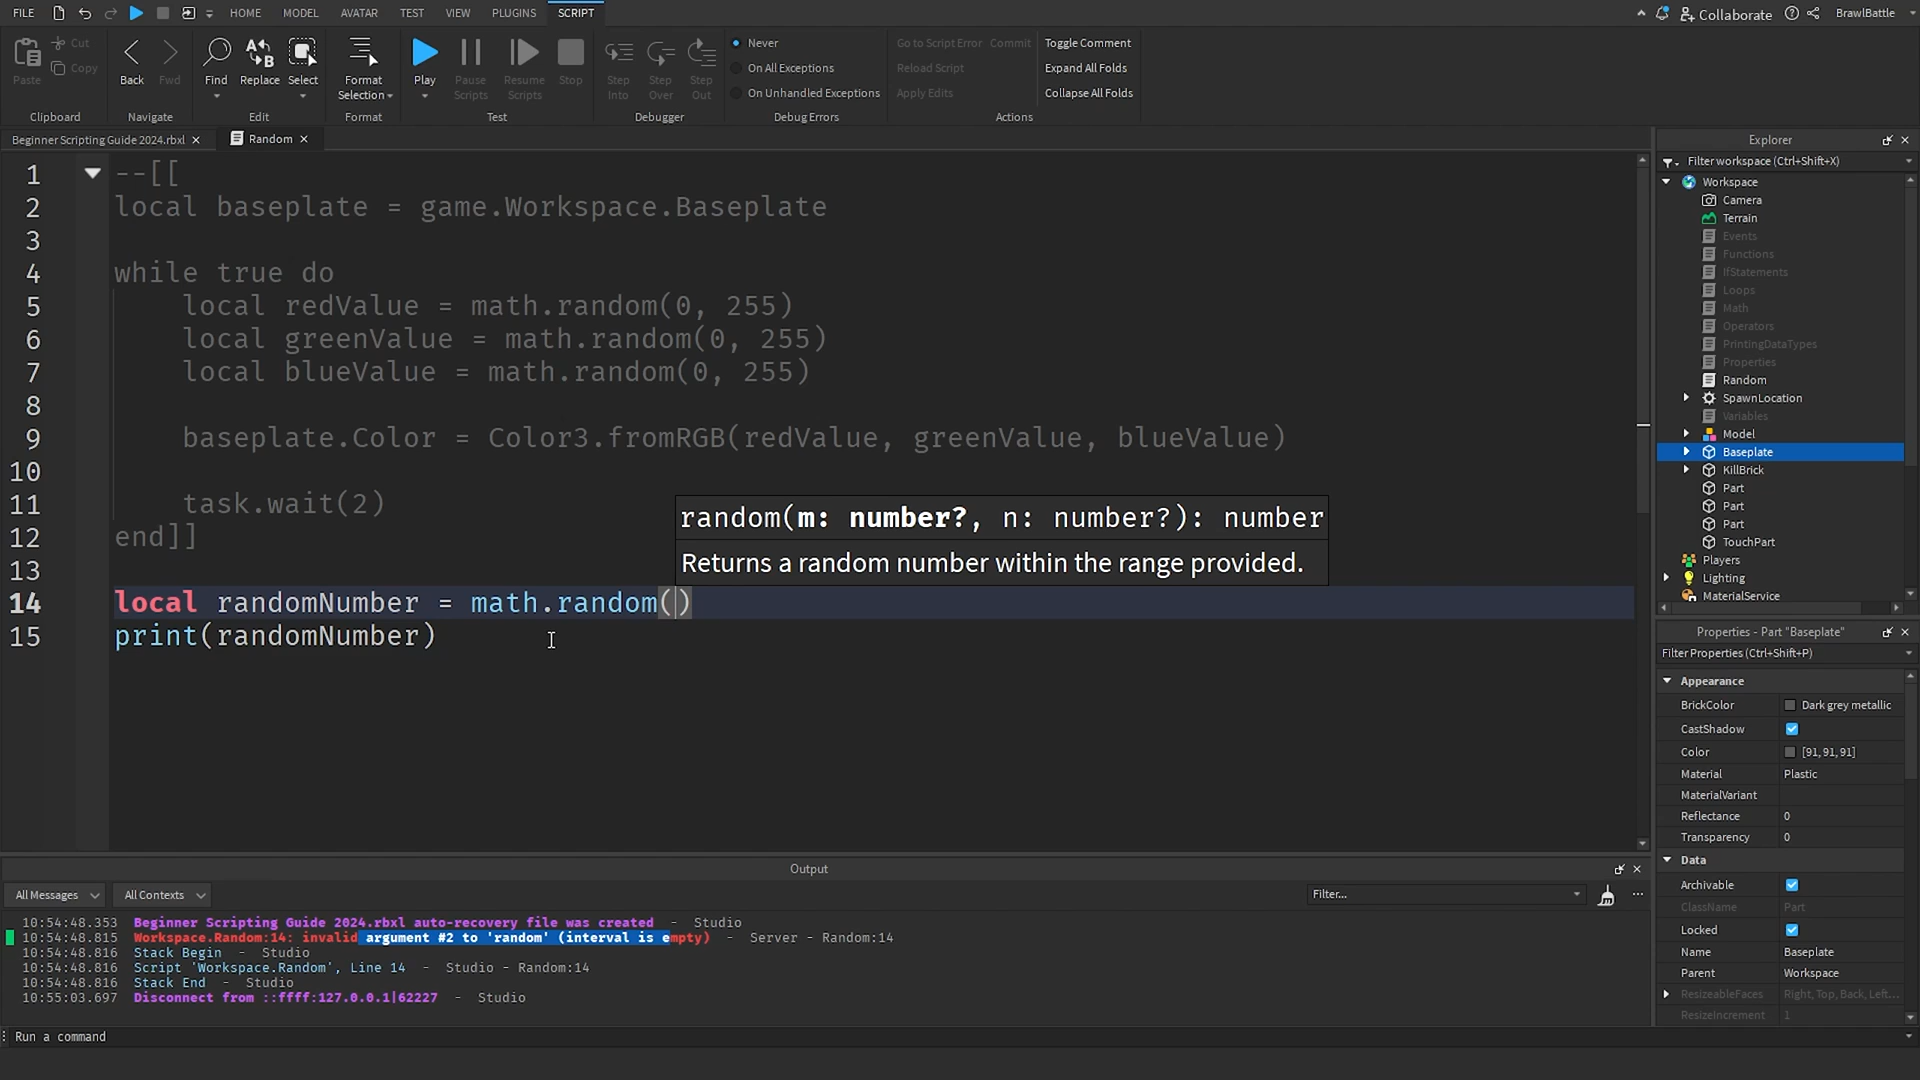 FILE HOME MODEL AVATAR TEST VIEW PLUGINS SCRIPT Collaborate BrawlBattle
Paste Cut Copy
Clipboard
Back Fwd
Navigate
Find Replace Select
Edit
Format Selection
Format
Play Pause Scripts Resume Scripts Stop
Test
Step Into Step Over Step Out
Debugger
Never
On All Exceptions
On Unhandled Exceptions
Debug Errors
Go to Script Error Commit Toggle Comment
Reload Script Expand All Folds
Apply Edits Collapse All Folds
Actions
Beginner Scripting Guide 2024.rbxl Random
1 --[[
2 local baseplate = game.Workspace.Baseplate
3
4 while true do
5 local redValue = math.random(0, 255)
6 local greenValue = math.random(0, 255)
7 local blueValue = math.random(0, 255)
8
9 baseplate.Color = Color3.fromRGB(redValue, greenValue, blueValue)
10
11 task.wait(2)
12 end]]
13
14 local randomNumber = math.random()
15 print(randomNumber)
random(m: number?, n: number?): number
Returns a random number within the range provided.
Explorer
Filter workspace (Ctrl+Shift+X)
Workspace
Camera
Terrain
Events
Functions
IfStatements
Loops
Math
Operators
PrintingDataTypes
Properties
Random
SpawnLocation
Variables
Model
Baseplate
KillBrick
Part
Part
Part
TouchPart
Players
Lighting
MaterialService
Properties - Part "Baseplate"
Filter Properties (Ctrl+Shift+P)
Appearance
BrickColor Dark grey metallic
CastShadow
Color [91, 91, 91]
Material Plastic
MaterialVariant
Reflectance 0
Transparency 0
Data
Archivable
ClassName Part
Locked
Name Baseplate
Parent Workspace
ResizeableFaces Right, Top, Back, Left...
ResizeIncrement 1
Output
All Messages All Contexts Filter...
10:54:48.353 Beginner Scripting Guide 2024.rbxl auto-recovery file was created - Studio
10:54:48.815 Workspace.Random:14: invalid argument #2 to 'random' (interval is empty) - Server - Random:14
10:54:48.816 Stack Begin - Studio
10:54:48.816 Script 'Workspace.Random', Line 14 - Studio - Random:14
10:54:48.816 Stack End - Studio
10:55:03.697 Disconnect from ::ffff:127.0.0.1|62227 - Studio
Run a command